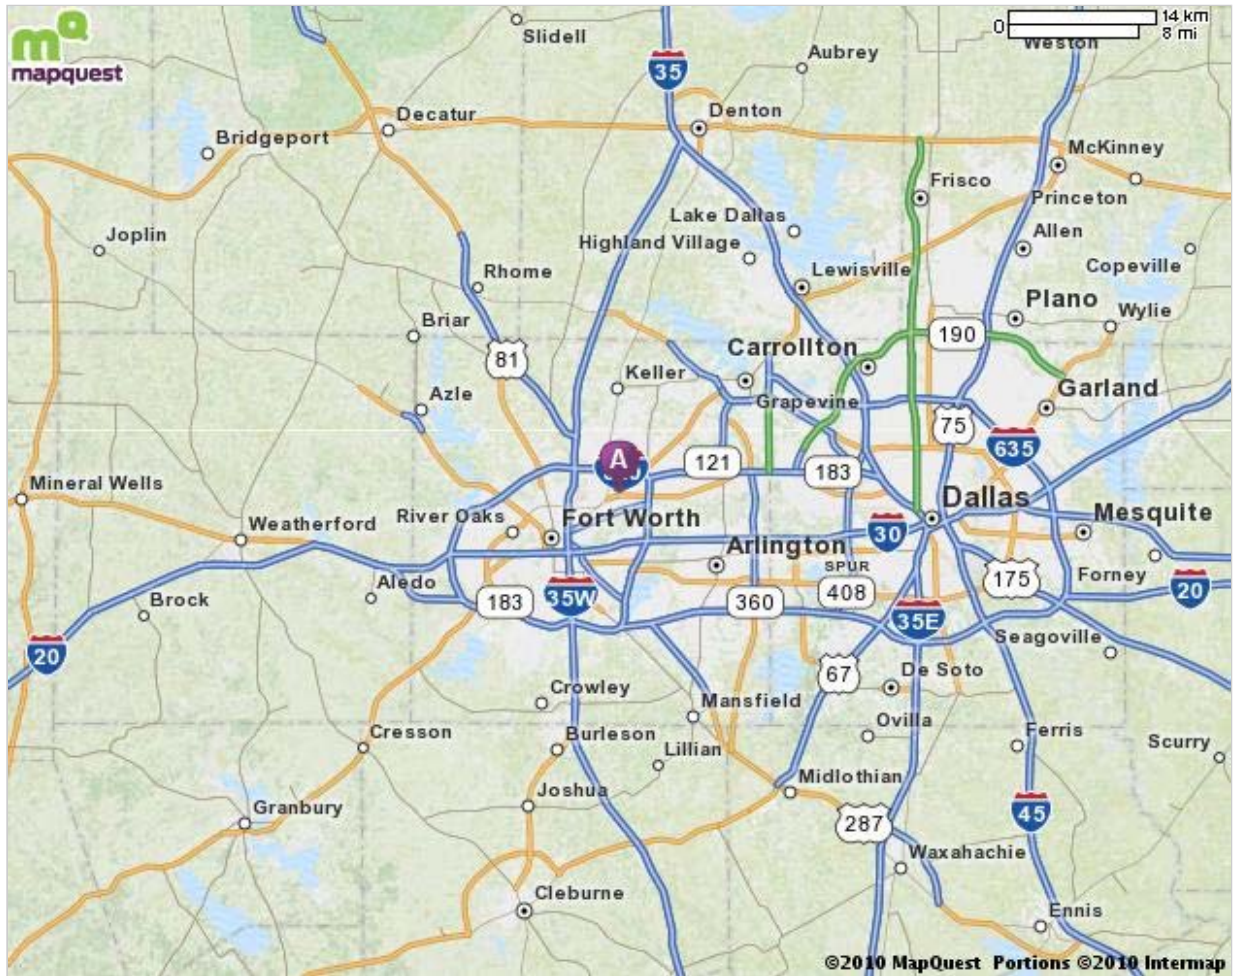 mapquest
Slidell
14 km
0
8 mi
Weston
Aubrey
35
Decatur
Denton
Bridgeport
McKinney
Frisco
Princeton
Joplin
Lake Dallas
Allen
Highland Village
Copeville
Rhome
Lewisville
Plano
Wylie
Briar
190
Carrollton
81
Keller
Garland
Azle
Grapevine
75
635
A
121
183
Mineral Wells
Dallas
Mesquite
Weatherford
River Oaks
Fort Worth
30
Arlington
SPUR
175
Forney
Aledo
408
20
Brock
183
35W
360
35E
Seagoville
20
67
De Soto
Crowley
Mansfield
Ovilla
Cresson
Burleson
Ferris
Scurry
Lillian
Midlothian
Joshua
Granbury
45
287
Waxahachie
Cleburne
Ennis
©2010 MapQuest Portions ©2010 Intermap